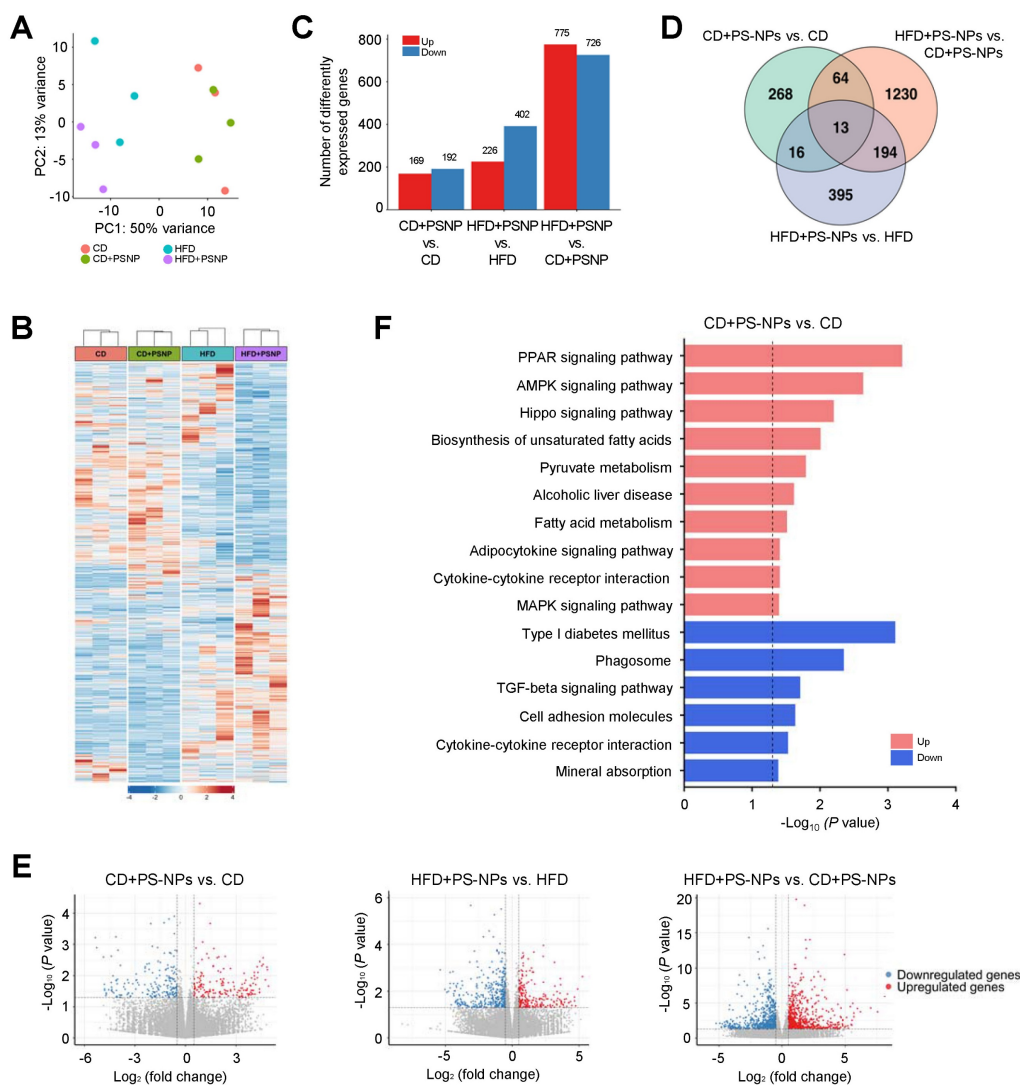 A
10
5
0
-5
-10
PC2: 13% variance
-10 0 10
PC1: 50% variance
CD HFD
CD+PSNP HFD+PSNP
C
Number of differently
expressed genes
800
600
400
200
0
Up
Down
169
192
226
402
775
726
CD+PSNP HFD+PSNP HFD+PSNP
vs. vs. vs.
CD HFD CD+PSNP
D
CD+PS-NPs vs. CD
HFD+PS-NPs vs.
CD+PS-NPs
268
64
1230
13
16
194
395
HFD+PS-NPs vs. HFD
B
CD CD+PSNP HFD HFD+PSNP
-4 -2 0 2 4
F
CD+PS-NPs vs. CD
PPAR signaling pathway
AMPK signaling pathway
Hippo signaling pathway
Biosynthesis of unsaturated fatty acids
Pyruvate metabolism
Alcoholic liver disease
Fatty acid metabolism
Adipocytokine signaling pathway
Cytokine-cytokine receptor interaction
MAPK signaling pathway
Type I diabetes mellitus
Phagosome
TGF-beta signaling pathway
Cell adhesion molecules
Cytokine-cytokine receptor interaction
Mineral absorption
Up
Down
0 1 2 3 4
-Log10 (P value)
E
CD+PS-NPs vs. CD
-Log10 (P value)
4
3
2
1
0
-6 -3 0 3
Log2 (fold change)
HFD+PS-NPs vs. HFD
-Log10 (P value)
6
4
2
0
-5 0 5
Log2 (fold change)
HFD+PS-NPs vs. CD+PS-NPs
-Log10 (P value)
20
15
10
5
0
-5 0 5
Log2 (fold change)
Downregulated genes
Upregulated genes